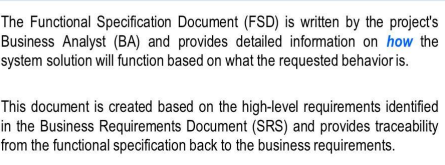 The Functional Specification Document (FSD) is written by the project's
Business Analyst (BA) and provides detailed information on how the
system solution will function based on what the requested behavior is.
This document is created based on the high-level requirements identified
in the Business Requirements Document (SRS) and provides traceability
from the functional specification back to the business requirements.